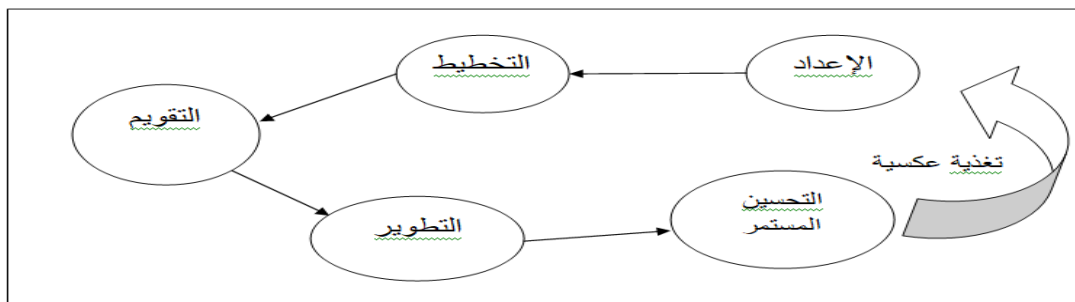 الإعداد
التخطيط
التقويم
التطوير
التحسين
المستمر
تغذية عكسية